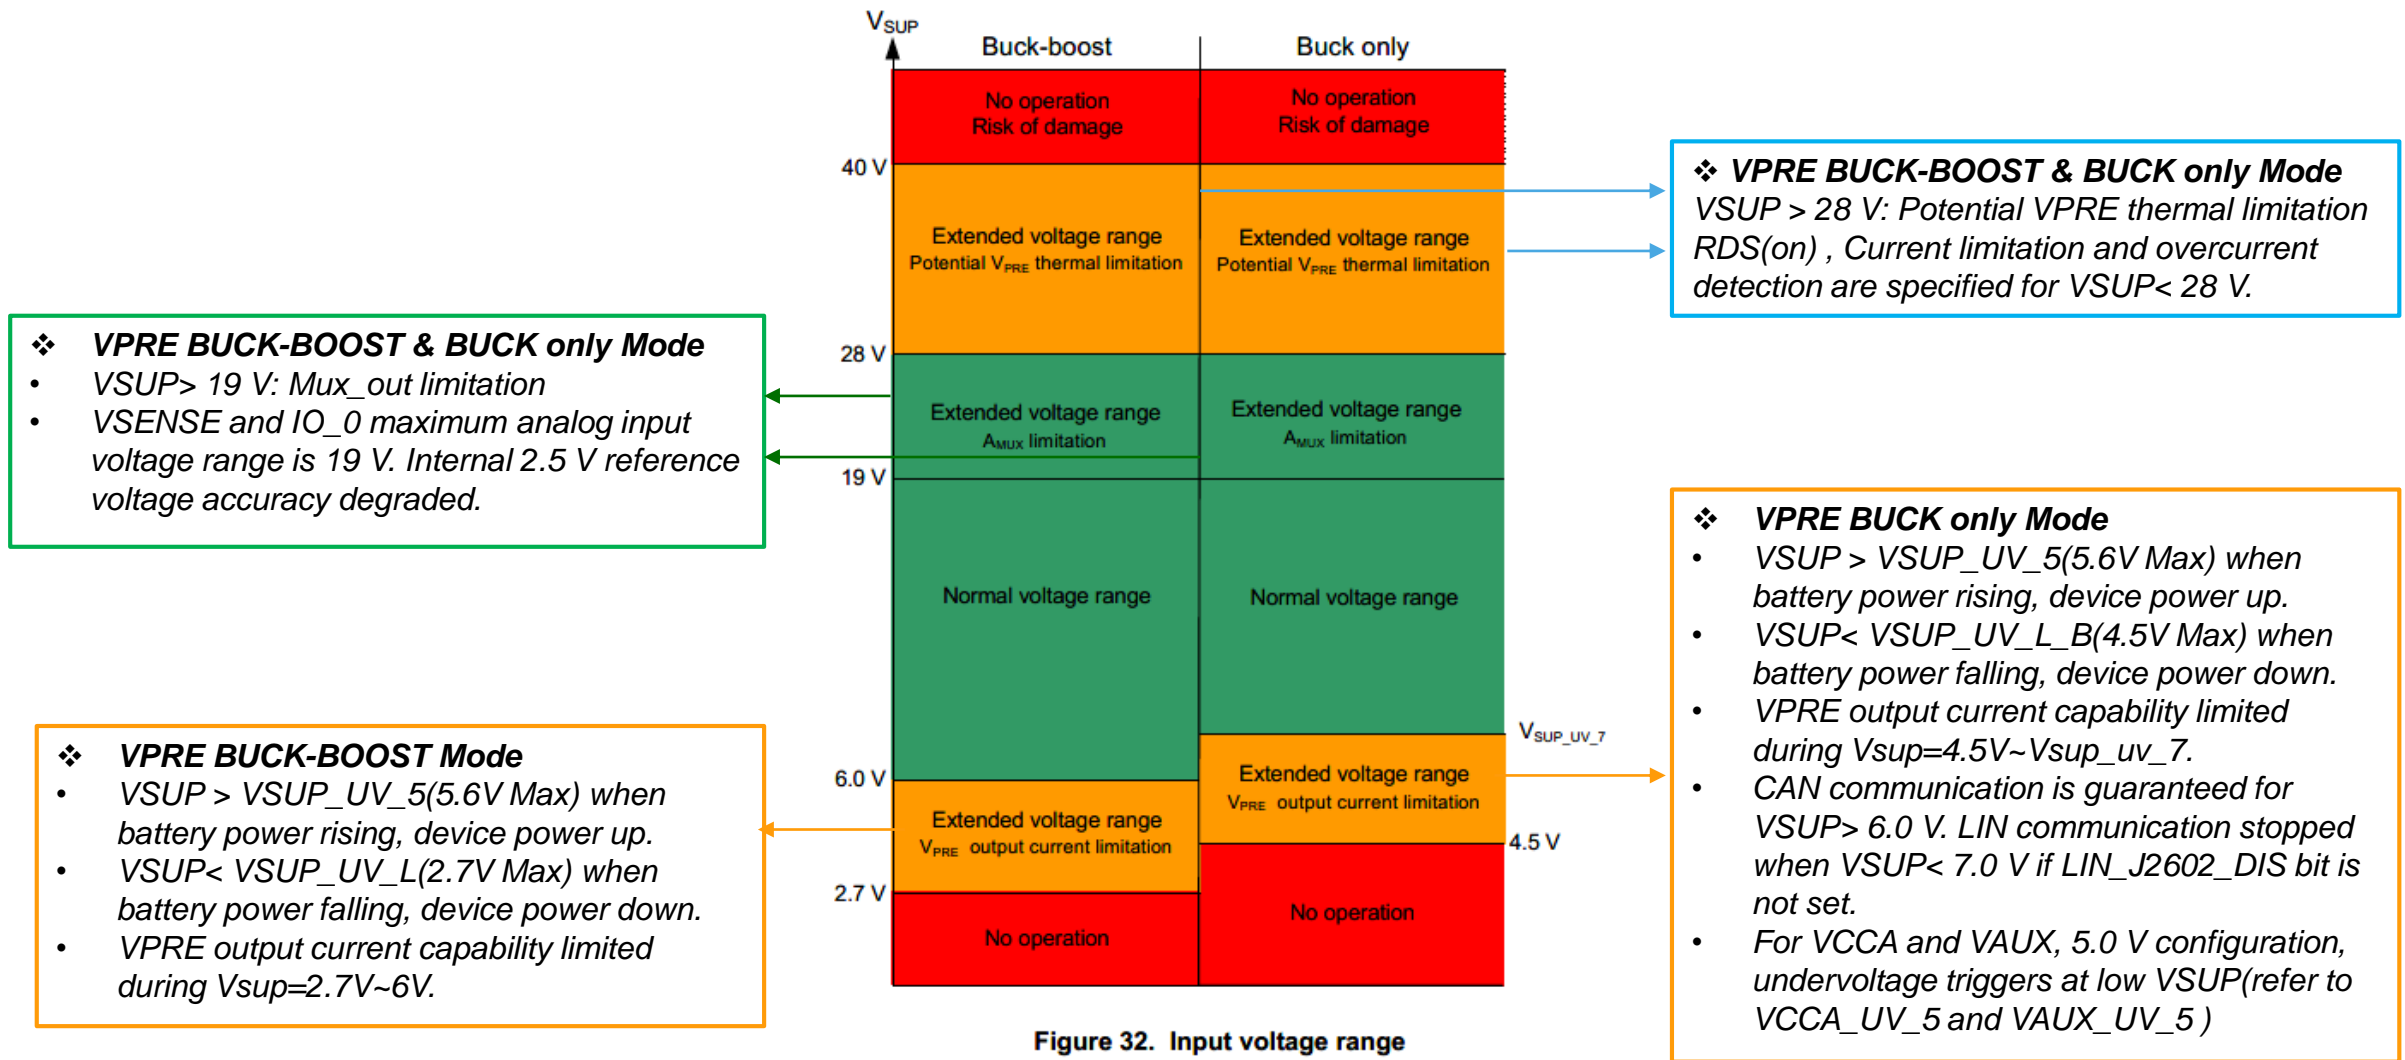 V_SUP
Buck-boost
Buck only
No operation
Risk of damage
No operation
Risk of damage
40 V
Extended voltage range
Potential V_PRE thermal limitation
Extended voltage range
Potential V_PRE thermal limitation
28 V
Extended voltage range
A_MUX limitation
Extended voltage range
A_MUX limitation
19 V
Normal voltage range
Normal voltage range
V_SUP_UV_7
6.0 V
Extended voltage range
V_PRE output current limitation
Extended voltage range
V_PRE output current limitation
4.5 V
2.7 V
No operation
No operation
Figure 32. Input voltage range
❖ VPRE BUCK-BOOST & BUCK only Mode
VSUP > 28 V: Potential VPRE thermal limitation
RDS(on) , Current limitation and overcurrent
detection are specified for VSUP< 28 V.
❖ VPRE BUCK-BOOST & BUCK only Mode
• VSUP> 19 V: Mux_out limitation
• VSENSE and IO_0 maximum analog input
voltage range is 19 V. Internal 2.5 V reference
voltage accuracy degraded.
❖ VPRE BUCK-BOOST Mode
• VSUP > VSUP_UV_5(5.6V Max) when
battery power rising, device power up.
• VSUP< VSUP_UV_L(2.7V Max) when
battery power falling, device power down.
• VPRE output current capability limited
during Vsup=2.7V~6V.
❖ VPRE BUCK only Mode
• VSUP > VSUP_UV_5(5.6V Max) when
battery power rising, device power up.
• VSUP< VSUP_UV_L_B(4.5V Max) when
battery power falling, device power down.
• VPRE output current capability limited
during Vsup=4.5V~Vsup_uv_7.
• CAN communication is guaranteed for
VSUP> 6.0 V. LIN communication stopped
when VSUP< 7.0 V if LIN_J2602_DIS bit is
not set.
• For VCCA and VAUX, 5.0 V configuration,
undervoltage triggers at low VSUP(refer to
VCCA_UV_5 and VAUX_UV_5 )